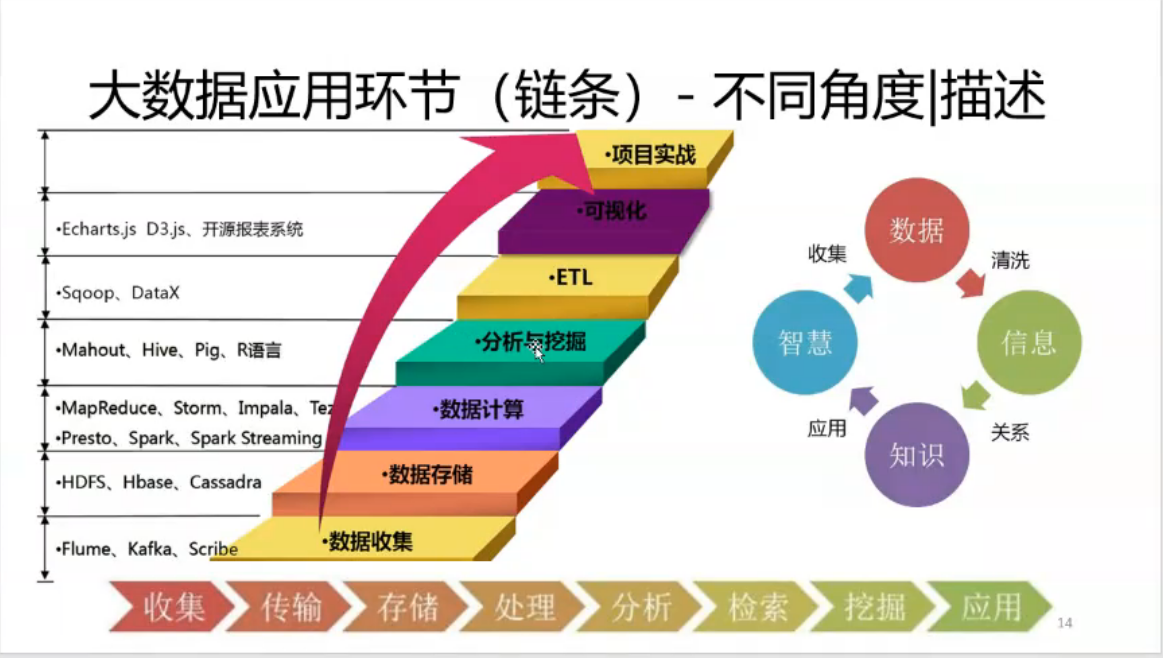 大数据应用环节（链条）- 不同角度|描述
•项目实战
•可视化
•Echarts.js D3.js、开源报表系统
•ETL
•Sqoop、DataX
•分析与挖掘
•Mahout、Hive、Pig、R语言
•数据计算
•MapReduce、Storm、Impala、Tez
•Presto、Spark、Spark Streaming
•数据存储
•HDFS、Hbase、Cassadra
•数据收集
•Flume、Kafka、Scribe
数据
清洗
信息
关系
知识
应用
智慧
收集
收集 传输 存储 处理 分析 检索 挖掘 应用
14